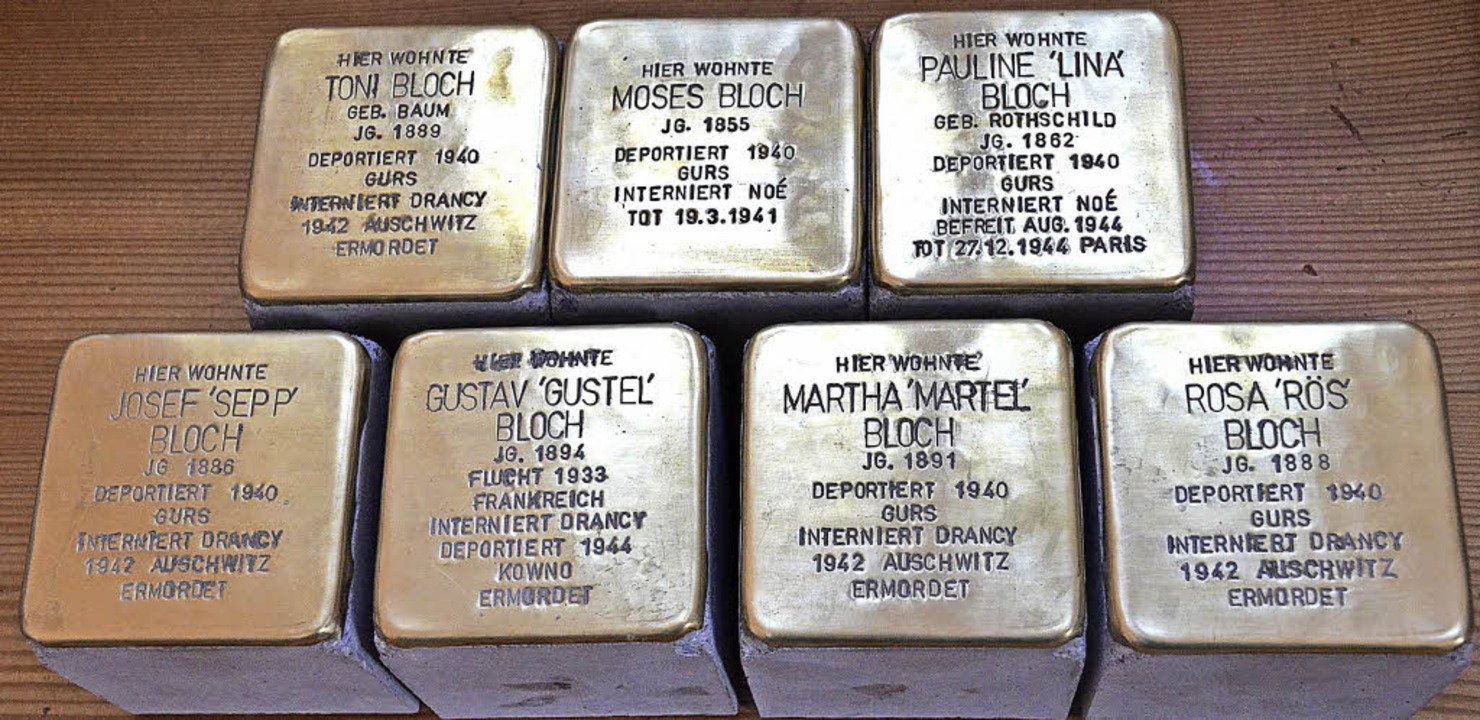 HIER WOHNTE
TONI BLOCH
GEB. BAUM
JG. 1889
DEPORTIERT 1940
GURS
INTERNIERT DRANCY
1942 AUSCHWITZ
ERMORDET
HIER WOHNTE
MOSES BLOCH
JG. 1855
DEPORTIERT 1940
GURS
INTERNIERT NOÉ
TOT 19.3.1941
HIER WOHNTE
PAULINE 'LINA'
BLOCH
GEB. ROTHSCHILD
JG. 1862
DEPORTIERT 1940
GURS
INTERNIERT NOÉ
BEFREIT AUG. 1944
TOT 27.12.1944 PARIS
HIER WOHNTE
JOSEF 'SEPP'
BLOCH
JG 1886
DEPORTIERT 1940
GURS
INTERNIERT DRANCY
1942 AUSCHWITZ
ERMORDET
HIER WOHNTE
GUSTAV 'GUSTEL'
BLOCH
JG. 1894
FLUCHT 1933
FRANKREICH
INTERNIERT DRANCY
DEPORTIERT 1944
KOWNO
ERMORDET
HIER WOHNTE
MARTHA 'MARTEL'
BLOCH
JG. 1891
DEPORTIERT 1940
GURS
INTERNIERT DRANCY
1942 AUSCHWITZ
ERMORDET
HIER WOHNTE
ROSA 'RÖS'
BLOCH
JG. 1888
DEPORTIERT 1940
GURS
INTERNIERT DRANCY
1942 AUSCHWITZ
ERMORDET